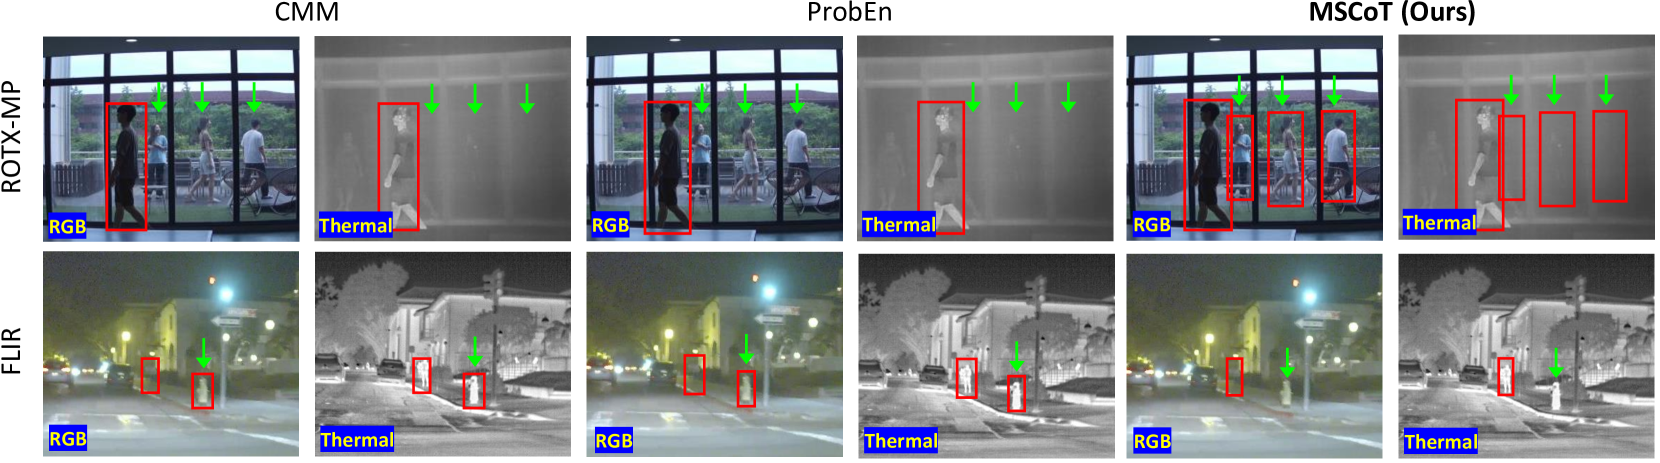 CMM ProbEn MSCoT (Ours)
ROTX-MP
RGB Thermal RGB Thermal RGB Thermal
FLIR
RGB Thermal RGB Thermal RGB Thermal